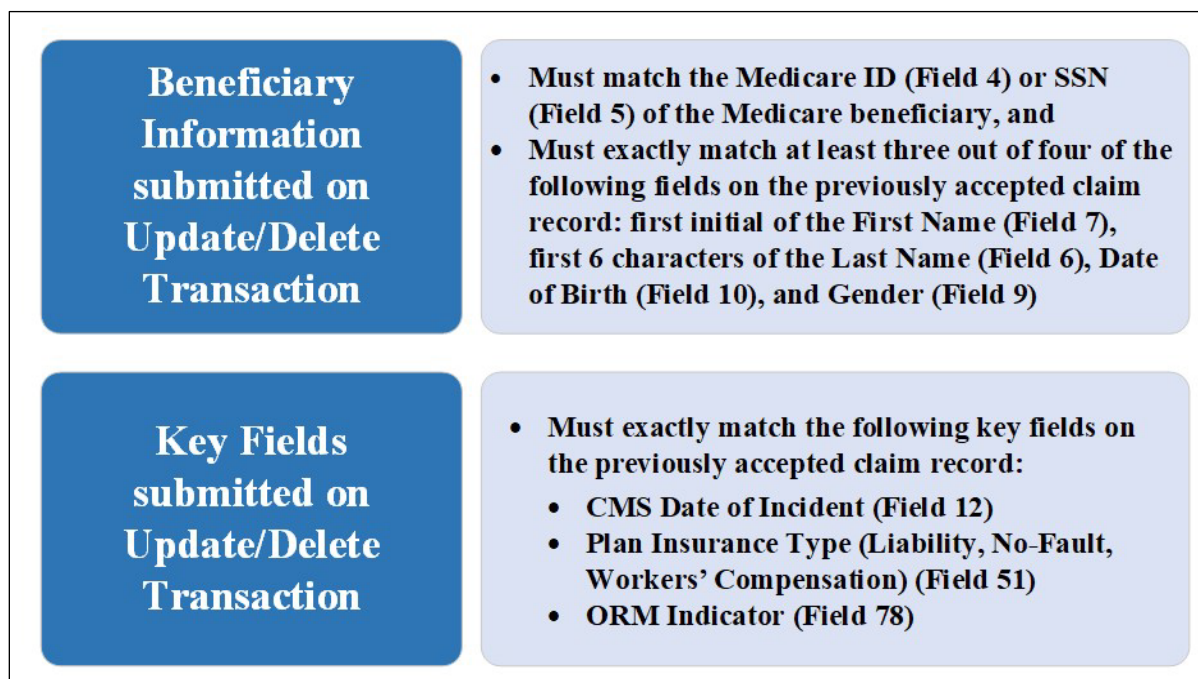 Beneficiary
Information
submitted on
Update/Delete
Transaction
• Must match the Medicare ID (Field 4) or SSN
(Field 5) of the Medicare beneficiary, and
• Must exactly match at least three out of four of the
following fields on the previously accepted claim
record: first initial of the First Name (Field 7),
first 6 characters of the Last Name (Field 6), Date
of Birth (Field 10), and Gender (Field 9)
Key Fields
submitted on
Update/Delete
Transaction
• Must exactly match the following key fields on
the previously accepted claim record:
• CMS Date of Incident (Field 12)
• Plan Insurance Type (Liability, No-Fault,
Workers’ Compensation) (Field 51)
• ORM Indicator (Field 78)